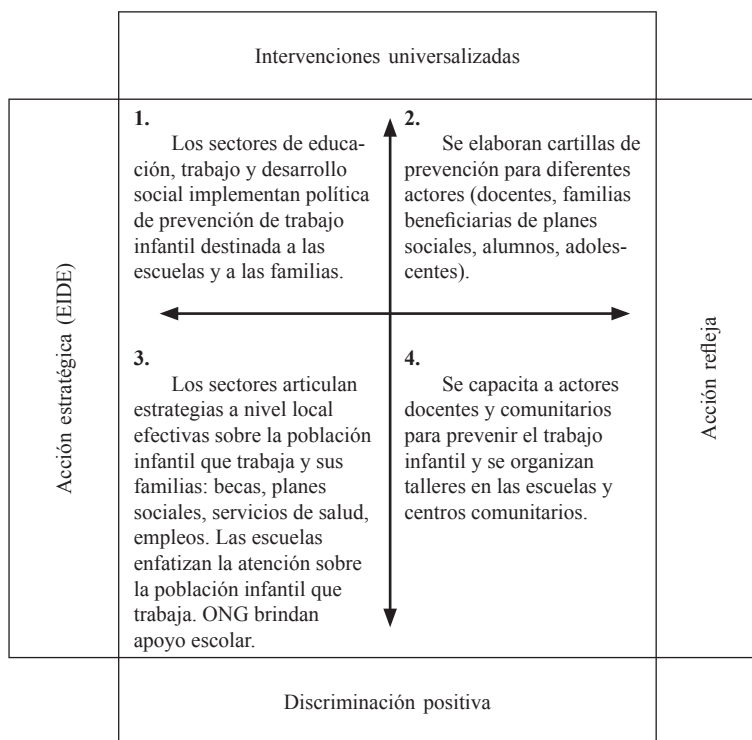 Intervenciones universalizadas
Acción estratégica (EIDE)
1.
Los sectores de educa-
ción, trabajo y desarrollo
social implementan política
de prevención de trabajo
infantil destinada a las
escuelas y a las familias.
2.
Se elaboran cartillas de
prevención para diferentes
actores (docentes, familias
beneficiarias de planes
sociales, alumnos, adoles-
centes).
3.
Los sectores articulan
estrategias a nivel local
efectivas sobre la población
infantil que trabaja y sus
familias: becas, planes
sociales, servicios de salud,
empleos. Las escuelas
enfatizan la atención sobre
la población infantil que
trabaja. ONG brindan
apoyo escolar.
4.
Se capacita a actores
docentes y comunitarios
para prevenir el trabajo
infantil y se organizan
talleres en las escuelas y
centros comunitarios.
Acción refleja
Discriminación positiva